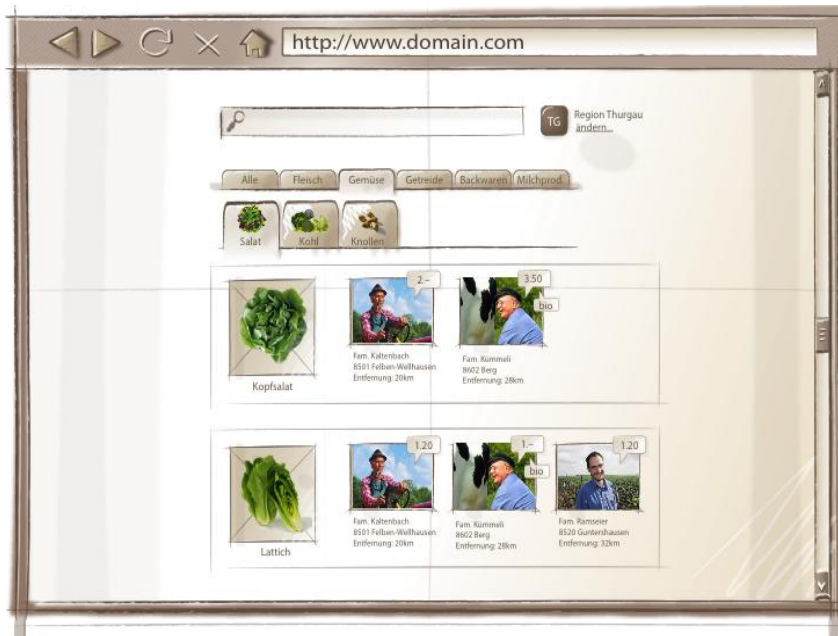 http://www.domain.com
TG
Region Thurgau
ändern...
Alle Fleisch Gemüse Getreide Backwaren Milchprod.
Salat Kohl Knollen
2.– 3.50
bio
Fam. Kaltenbach
8501 Felben-Wellhausen
Entfernung: 20km
Fam. Kümmeli
8602 Berg
Entfernung: 28km
Kopfsalat
1.20 1.– 1.20
bio
Fam. Kaltenbach
8501 Felben-Wellhausen
Entfernung: 20km
Fam. Kümmeli
8602 Berg
Entfernung: 28km
Fam. Ramseier
8520 Guntershausen
Entfernung: 32km
Lattich